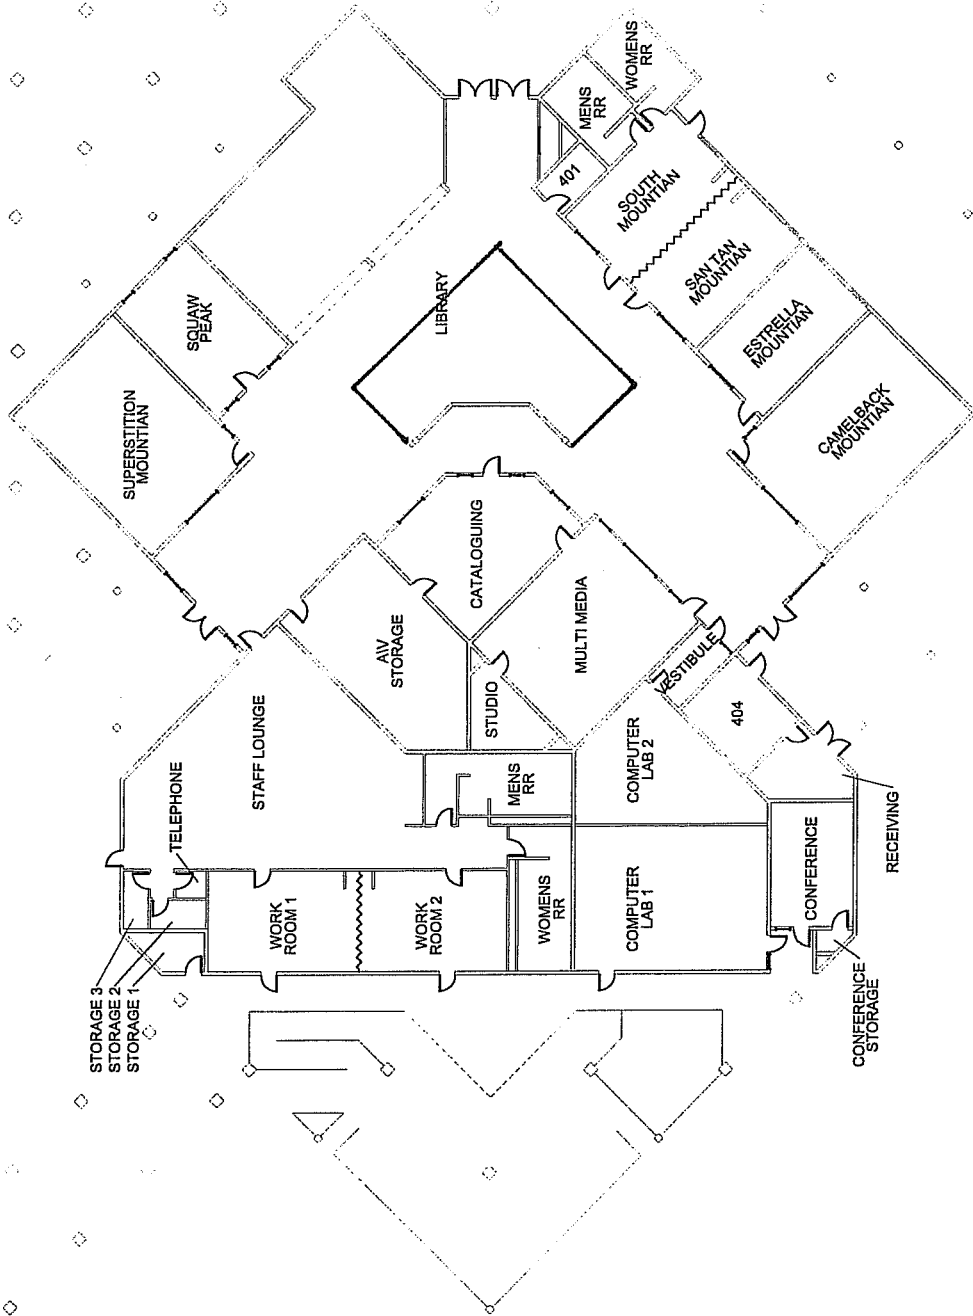 STORAGE 3
STORAGE 2
STORAGE 1
SUPERSTITION
MOUNTIAN
TELEPHONE
SQUAW
PEAK
STAFF LOUNGE
WORK
ROOM 1
A/V
STORAGE
WORK
ROOM 2
LIBRARY
CATALOGUING
STUDIO
MENS
RR
WOMENS
RR
401
MULTI MEDIA
MENS
RR
WOMENS
RR
COMPUTER
LAB 1
COMPUTER
LAB 2
SOUTH
MOUNTIAN
VESTIBULE
SAN TAN
MOUNTIAN
404
ESTRELLA
MOUNTIAN
CONFERENCE
CAMELBACK
MOUNTIAN
CONFERENCE
STORAGE
RECEIVING